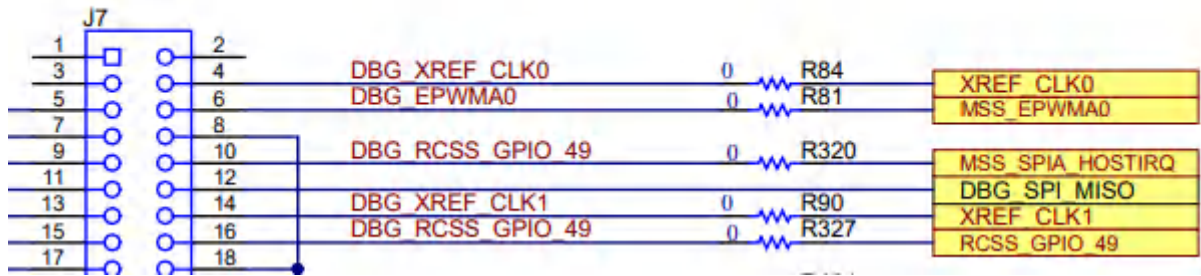 J7
1 2
3 4 DBG_XREF_CLK0 0 R84 XREF_CLK0
5 6 DBG_EPWMA0 0 R81 MSS_EPWMA0
7 8
9 10 DBG_RCSS_GPIO_49 0 R320 MSS_SPIA_HOSTIRQ
11 12 DBG_SPI_MISO
13 14 DBG_XREF_CLK1 0 R90 XREF_CLK1
15 16 DBG_RCSS_GPIO_49 0 R327 RCSS_GPIO_49
17 18